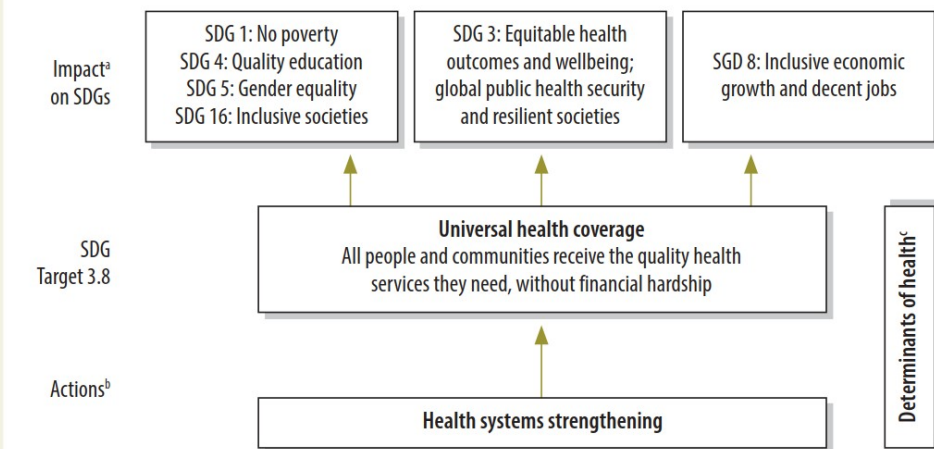 Impactᵃ
on SDGs
SDG 1: No poverty
SDG 4: Quality education
SDG 5: Gender equality
SDG 16: Inclusive societies
SDG 3: Equitable health
outcomes and wellbeing;
global public health security
and resilient societies
SGD 8: Inclusive economic
growth and decent jobs
SDG
Target 3.8
Universal health coverage
All people and communities receive the quality health
services they need, without financial hardship
Determinants of healthᶜ
Actionsᵇ
Health systems strengthening